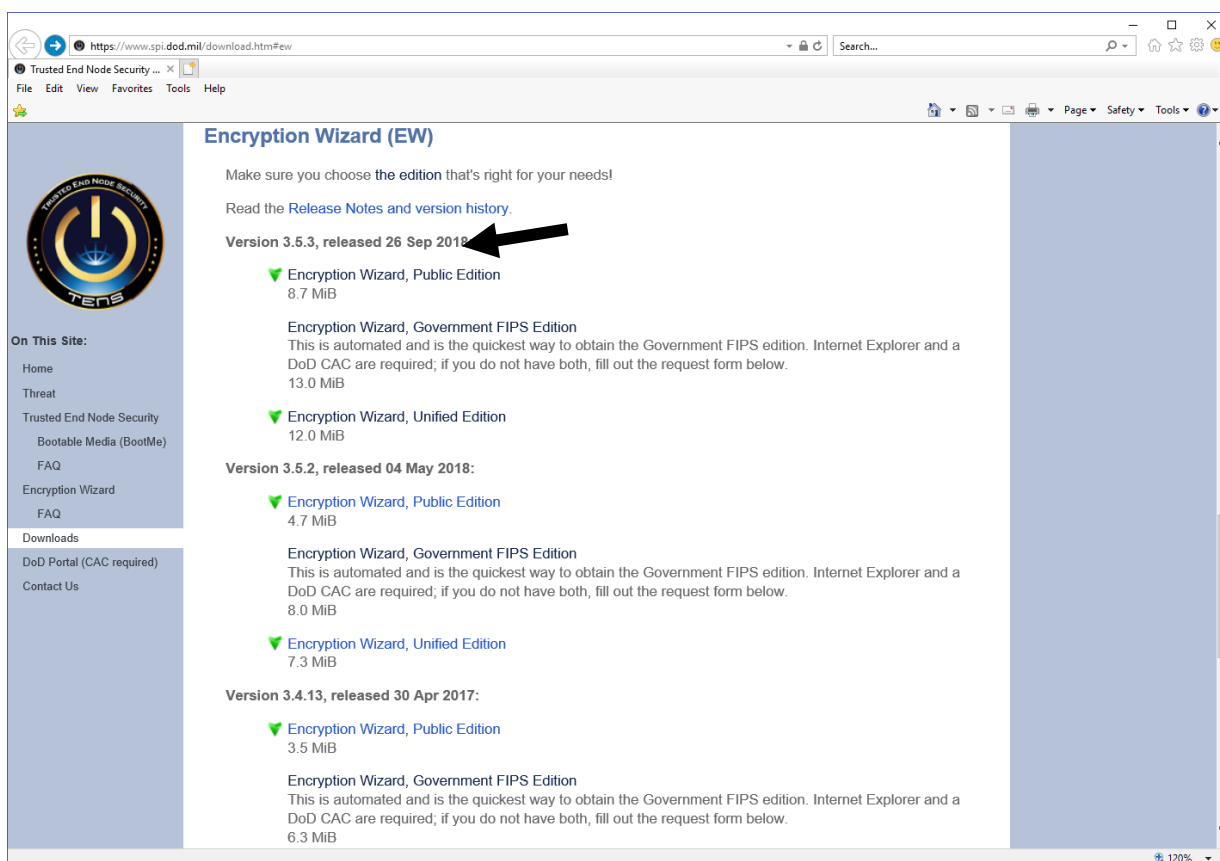 https://www.spi.dod.mil/download.htm#ew
Search...
Trusted End Node Security ...
File Edit View Favorites Tools Help
Page Safety Tools
TRUSTED END NODE SECURITY
TENS
On This Site:
Home
Threat
Trusted End Node Security
Bootable Media (BootMe)
FAQ
Encryption Wizard
FAQ
Downloads
DoD Portal (CAC required)
Contact Us
Encryption Wizard (EW)
Make sure you choose the edition that's right for your needs!
Read the Release Notes and version history.
Version 3.5.3, released 26 Sep 2018
Encryption Wizard, Public Edition
8.7 MiB
Encryption Wizard, Government FIPS Edition
This is automated and is the quickest way to obtain the Government FIPS edition. Internet Explorer and a
DoD CAC are required; if you do not have both, fill out the request form below.
13.0 MiB
Encryption Wizard, Unified Edition
12.0 MiB
Version 3.5.2, released 04 May 2018:
Encryption Wizard, Public Edition
4.7 MiB
Encryption Wizard, Government FIPS Edition
This is automated and is the quickest way to obtain the Government FIPS edition. Internet Explorer and a
DoD CAC are required; if you do not have both, fill out the request form below.
8.0 MiB
Encryption Wizard, Unified Edition
7.3 MiB
Version 3.4.13, released 30 Apr 2017:
Encryption Wizard, Public Edition
3.5 MiB
Encryption Wizard, Government FIPS Edition
This is automated and is the quickest way to obtain the Government FIPS edition. Internet Explorer and a
DoD CAC are required; if you do not have both, fill out the request form below.
6.3 MiB
120%